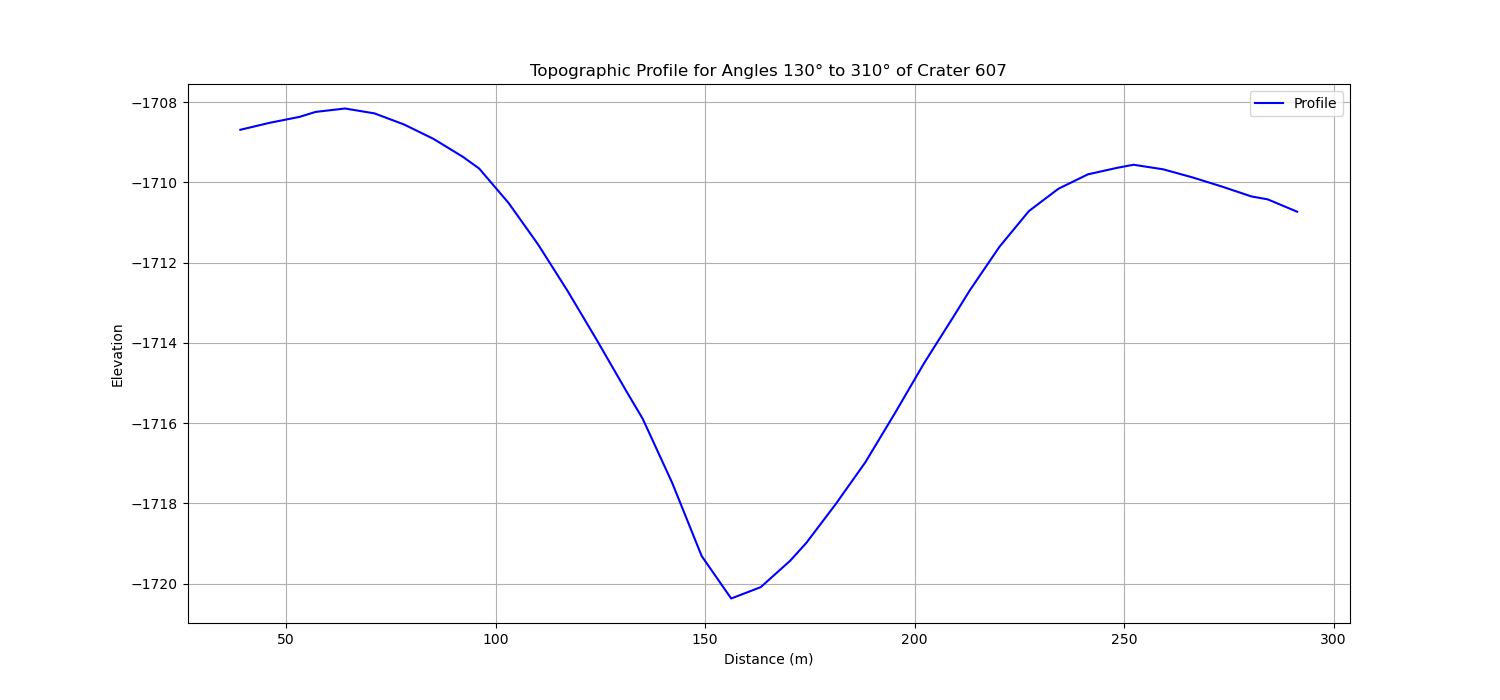 Topographic Profile for Angles 130° to 310° of Crater 607
Profile
−1708
−1710
−1712
−1714
−1716
−1718
−1720
Elevation
50 100 150 200 250 300
Distance (m)